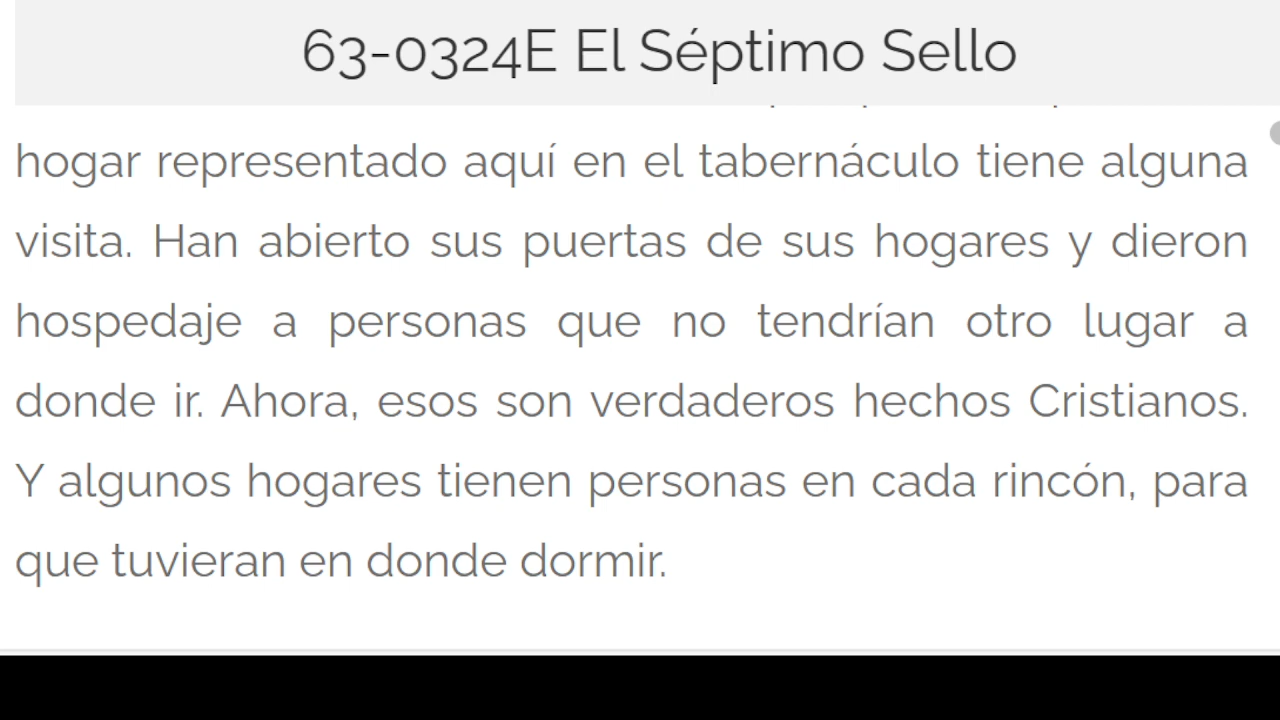 63-0324E El Séptimo Sello
hogar representado aquí en el tabernáculo tiene alguna
visita. Han abierto sus puertas de sus hogares y dieron
hospedaje a personas que no tendrían otro lugar a
donde ir. Ahora, esos son verdaderos hechos Cristianos.
Y algunos hogares tienen personas en cada rincón, para
que tuvieran en donde dormir.